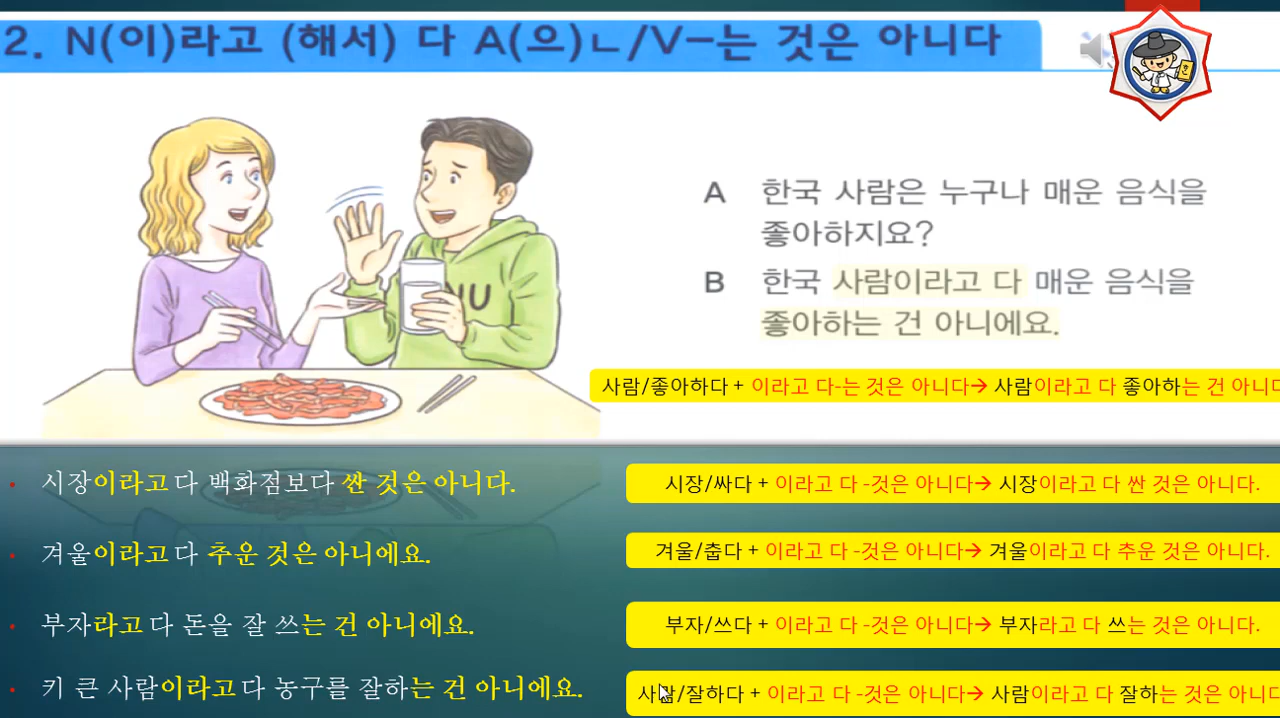 2. N(이)라고 (해서) 다 A(으)ㄴ/V-는 것은 아니다
A 한국 사람은 누구나 매운 음식을
좋아하지요?
B 한국 사람이라고 다 매운 음식을
좋아하는 건 아니에요.
사람/좋아하다 + 이라고 다-는 것은 아니다→ 사람이라고 다 좋아하는 건 아니다
시장이라고 다 백화점보다 싼 것은 아니다.
시장/싸다 + 이라고 다 -것은 아니다→ 시장이라고 다 싼 것은 아니다.
겨울이라고 다 추운 것은 아니에요.
겨울/춥다 + 이라고 다 -것은 아니다→ 겨울이라고 다 추운 것은 아니다.
부자라고 다 돈을 잘 쓰는 건 아니에요.
부자/쓰다 + 이라고 다 -것은 아니다→ 부자라고 다 쓰는 것은 아니다.
키 큰 사람이라고 다 농구를 잘하는 건 아니에요.
사람/잘하다 + 이라고 다 -것은 아니다→ 사람이라고 다 잘하는 것은 아니다